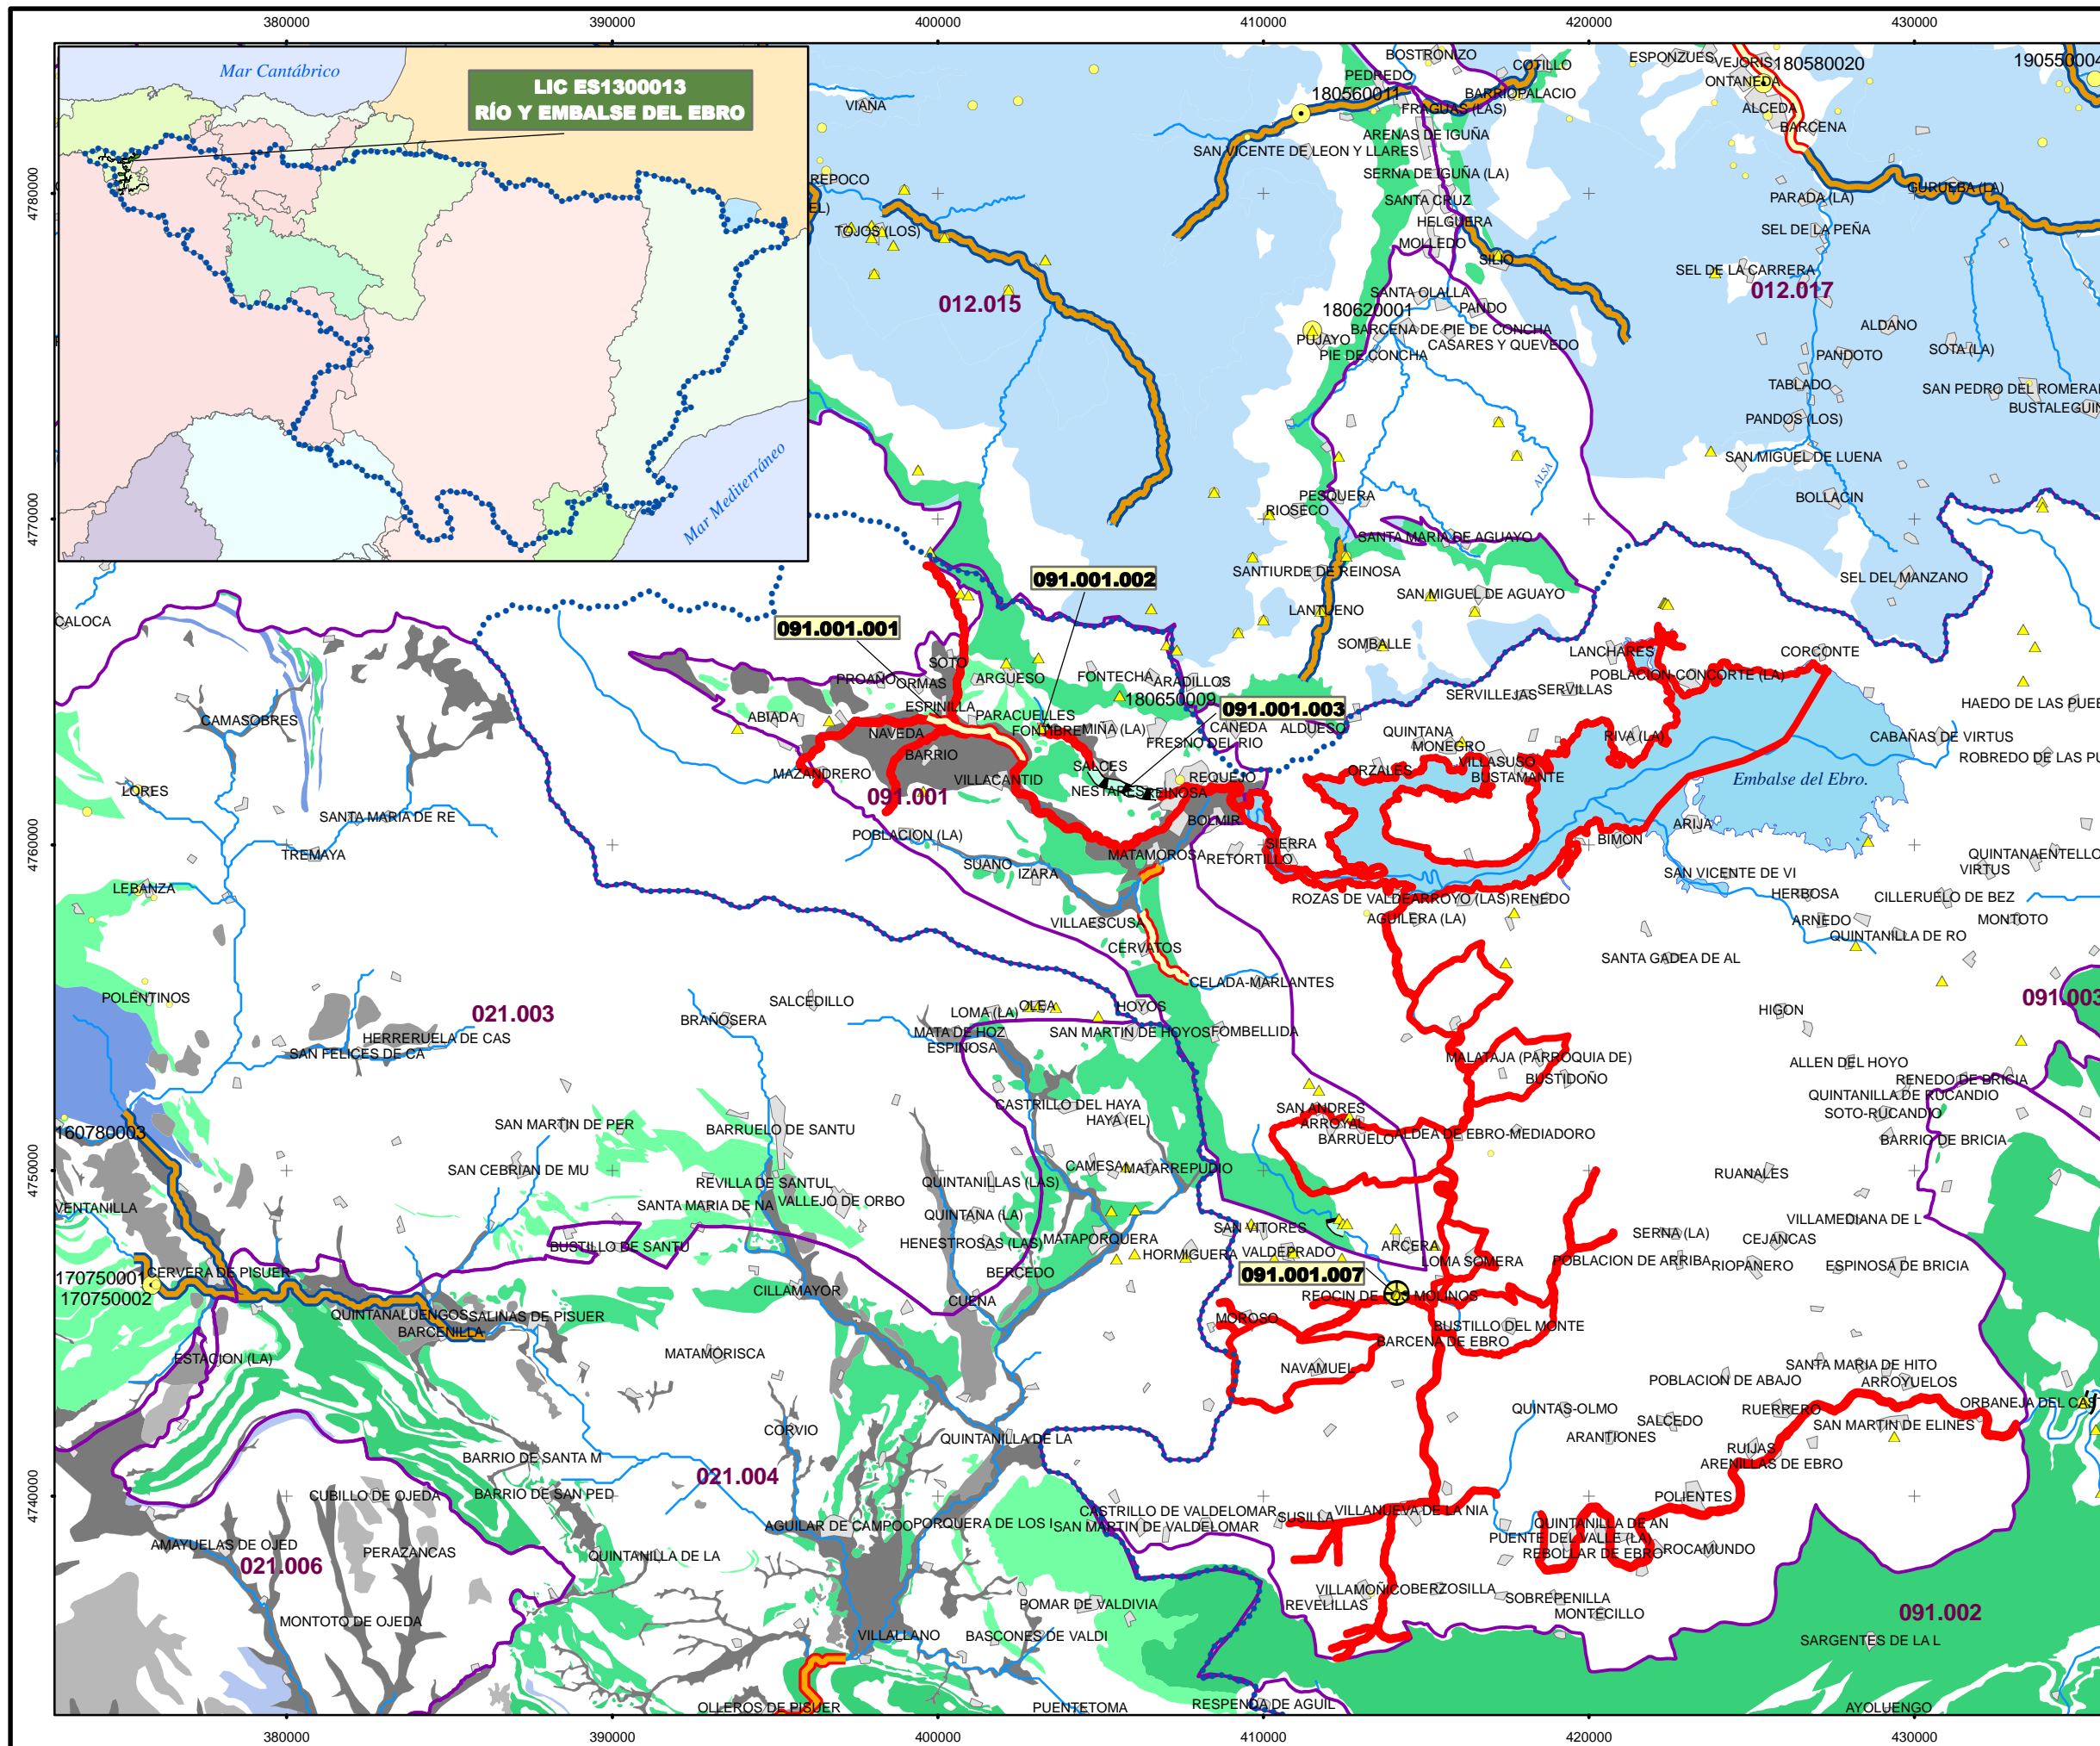 380000
390000
400000
410000
420000
430000
Mar Cantábrico
LIC ES1300013
RÍO Y EMBALSE DEL EBRO
Mar Mediterráneo
BOSTRONIZO
PEDREDO
COTILLO
ESPONZUES
VEJORIS
180580020
ONTANEDA
180560011
BARRIOPALACIO
FRAGUAS (LAS)
ALCEDA
BARCENA
VIAÑA
ARENAS DE IGUÑA
SAN VICENTE DE LEON Y LLARES
SERNA DE IGUÑA (LA)
REPOCO
SANTA CRUZ
PARADA (LA)
GURUEBA (LA)
HELGUERA
TOJOS (LOS)
MOLLEDO
SEL DE LA PEÑA
SILIO
SEL DE LA CARRERA
012.015
012.017
SANTA OLALLA
PANDO
180620001
BARCENA DE PIE DE CONCHA
PUJAYO
CASARES Y QUEVEDO
PIE DE CONCHA
ALDANO
PANDOTO
SOTA (LA)
TABLADO
SAN PEDRO DEL ROMERA
BUSTALEGUIN
PANDOS (LOS)
SAN MIGUEL DE LUENA
ALSA
BOLLACIN
PESQUERA
RIOSECO
SANTA MARIA DE AGUAYO
SANTIURDE DE REINOSA
SEL DEL MANZANO
091.001.002
SAN MIGUEL DE AGUAYO
LANTUENO
CALOCA
091.001.001
SOMBALLE
LANCHARES
CORCONTE
SOTO
PROAÑO
ORMAS
ARGUESO
FONTECHA
ARADILLOS
POBLACION-CONCORTE (LA)
SERVILLEJAS
SERVILLAS
180650009
091.001.003
HAEDO DE LAS PUE
ESPINILLA
ABIADA
PARACUELLES
CAMASOBRES
NAVEDA
FONTIBRE
MIÑA (LA)
CAÑEDA
ALDUESO
QUINTANA
RIVA (LA)
CABAÑAS DE VIRTUS
FRESNO DEL RIO
MONEGRO
BARRIO
VILLASUSO
ROBREDO DE LAS PU
MAZANDRERO
VILLACANTID
SALCES
REQUEJO
ORZALES
BUSTAMANTE
Embalse del Ebro.
LORES
091.001
NESTARES
REINOSA
SANTA MARIA DE RE
BOLMIR
ARIJA
POBLACION (LA)
SIERRA
BIMON
TREMAYA
SUANO
IZARA
MATAMOROSA
RETORTILLO
QUINTANAENTELLO
VIRTUS
LEBANZA
SAN VICENTE DE VI
HERBOSA
CILLERUELO DE BEZ
ROZAS DE VALDEARROYO (LAS)
RENEDO
VILLAESCUSA
AGUILERA (LA)
ARNEDO
MONTOTO
QUINTANILLA DE RO
CERVATOS
SANTA GADEA DE AL
CELADA-MARLANTES
POLENTINOS
SALCEDILLO
LOMA (LA)
OLEA
HOYOS
091.003
HIGON
021.003
BRAÑOSERA
MATA DE HOZ
SAN MARTIN DE HOYOS
FOMBELLIDA
HERRERUELA DE CAS
ESPINOSA
SAN FELICES DE CA
MALATAJA (PARROQUIA DE)
ALLEN DEL HOYO
BUSTIDOÑO
RENEDO DE BRICIA
QUINTANILLA DE RUCANDIO
CASTRILLO DEL HAYA
SAN ANDRES
SOTO-RUCANDIO
HAYA (EL)
ARROYAL
160780003
SAN MARTIN DE PER
BARRUELO DE SANTU
BARRUELO
ALDEA DE EBRO-MEDIADORO
BARRIO DE BRICIA
SAN CEBRIAN DE MU
CAMESA
MATARREPUDIO
RUANALES
REVILLA DE SANTUL
QUINTANILLAS (LAS)
VENTANILLA
SANTA MARIA DE NA
VALLEJO DE ORBO
QUINTANA (LA)
SAN VITORES
VILLAMEDIANA DE L
SERNA (LA)
CEJANCAS
BUSTILLO DE SANTU
HENESTROSAS (LAS)
MATAPORQUERA
HORMIGUERA
VALDEPRADO
ARCERA
LOMA SOMERA
POBLACION DE ARRIBA
RIOPANERO
ESPINOSA DE BRICIA
170750001
CERVERA DE PISUER
BERCEDO
091.001.007
170750002
CILLAMAYOR
CUENA
REOCIN DE LOS MOLINOS
QUINTANALUENGOS
SALINAS DE PISUER
MOROSO
BUSTILLO DEL MONTE
BARCENILLA
BARCENA DE EBRO
ESTACION (LA)
MATAMORISCA
NAVAMUEL
SANTA MARIA DE HITO
POBLACION DE ABAJO
ARROYUELOS
ORBANEJA DEL CAS
QUINTAS-OLMO
RUERRERO
CORVIO
SALCEDO
SAN MARTIN DE ELINES
QUINTANILLA DE LA
ARANTIONES
RUIJAS
BARRIO DE SANTA M
ARENILLAS DE EBRO
021.004
CUBILLO DE OJEDA
BARRIO DE SAN PED
POLIENTES
CASTRILLO DE VALDELOMAR
SUSILLA
VILLANUEVA DE LA NIA
AGUILAR DE CAMPOO
PORQUERA DE LOS I
SAN MARTIN DE VALDELOMAR
QUINTANILLA DE AN
PUENTE DEL VALLE (LA)
AMAYUELAS DE OJED
PERAZANCAS
QUINTANILLA DE LA
REBOLLAR DE EBRO
ROCAMUNDO
021.006
VILLAMOÑICO
BERZOSILLA
SOBREPENILLA
REVELILLAS
POMAR DE VALDIVIA
MONTECILLO
091.002
MONTOTO DE OJEDA
VILLALLANO
BASCONES DE VALDI
SARGENTES DE LA L
OLLEROS DE PISUER
PUENTETOMA
RESPENDA DE AGUIL
AYOLUENGO
4780000
4770000
4760000
4750000
4740000
380000
390000
400000
410000
420000
430000